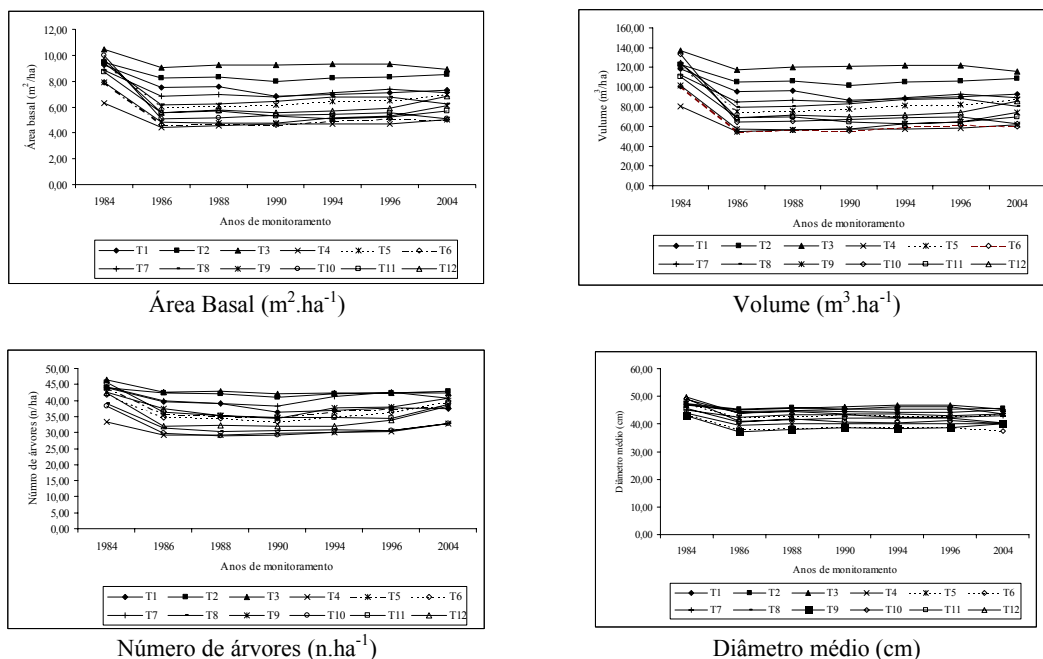 12,00
10,00
8,00
6,00
4,00
2,00
0,00
Área basal (m²/ha)
1984 1986 1988 1990 1994 1996 2004
Anos de monitoramento
T1 T2 T3 T4 T5 T6
T7 T8 T9 T10 T11 T12
Área Basal (m².ha⁻¹)
160,00
140,00
120,00
100,00
80,00
60,00
40,00
20,00
0,00
Volume (m³/ha)
1984 1986 1988 1990 1994 1996 2004
Anos de monitoramento
T1 T2 T3 T4 T5 T6
T7 T8 T9 T10 T11 T12
Volume (m³.ha⁻¹)
50,00
45,00
40,00
35,00
30,00
25,00
20,00
15,00
10,00
5,00
0,00
Númro de árvores (n/ha)
1984 1986 1988 1990 1994 1996 2004
Anos de monitoramento
T1 T2 T3 T4 T5 T6
T7 T8 T9 T10 T11 T12
Número de árvores (n.ha⁻¹)
60,00
50,00
40,00
30,00
20,00
10,00
0,00
Diâmetro médio (cm)
1984 1986 1988 1990 1994 1996 2004
Anos de monitoramento
T1 T2 T3 T4 T5 T6
T7 T8 T9 T10 T11 T12
Diâmetro médio (cm)